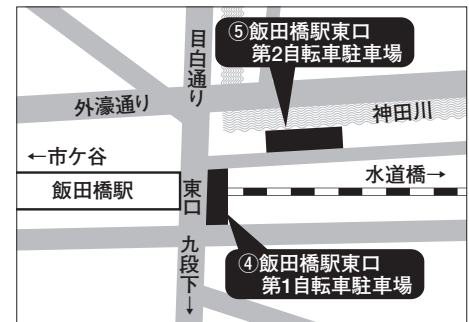 ⑤飯田橋駅東口
第2自転車駐車場
目白通り
外濠通り
神田川
←市ケ谷
飯田橋駅
東口
水道橋→
九段下↓
④飯田橋駅東口
第1自転車駐車場